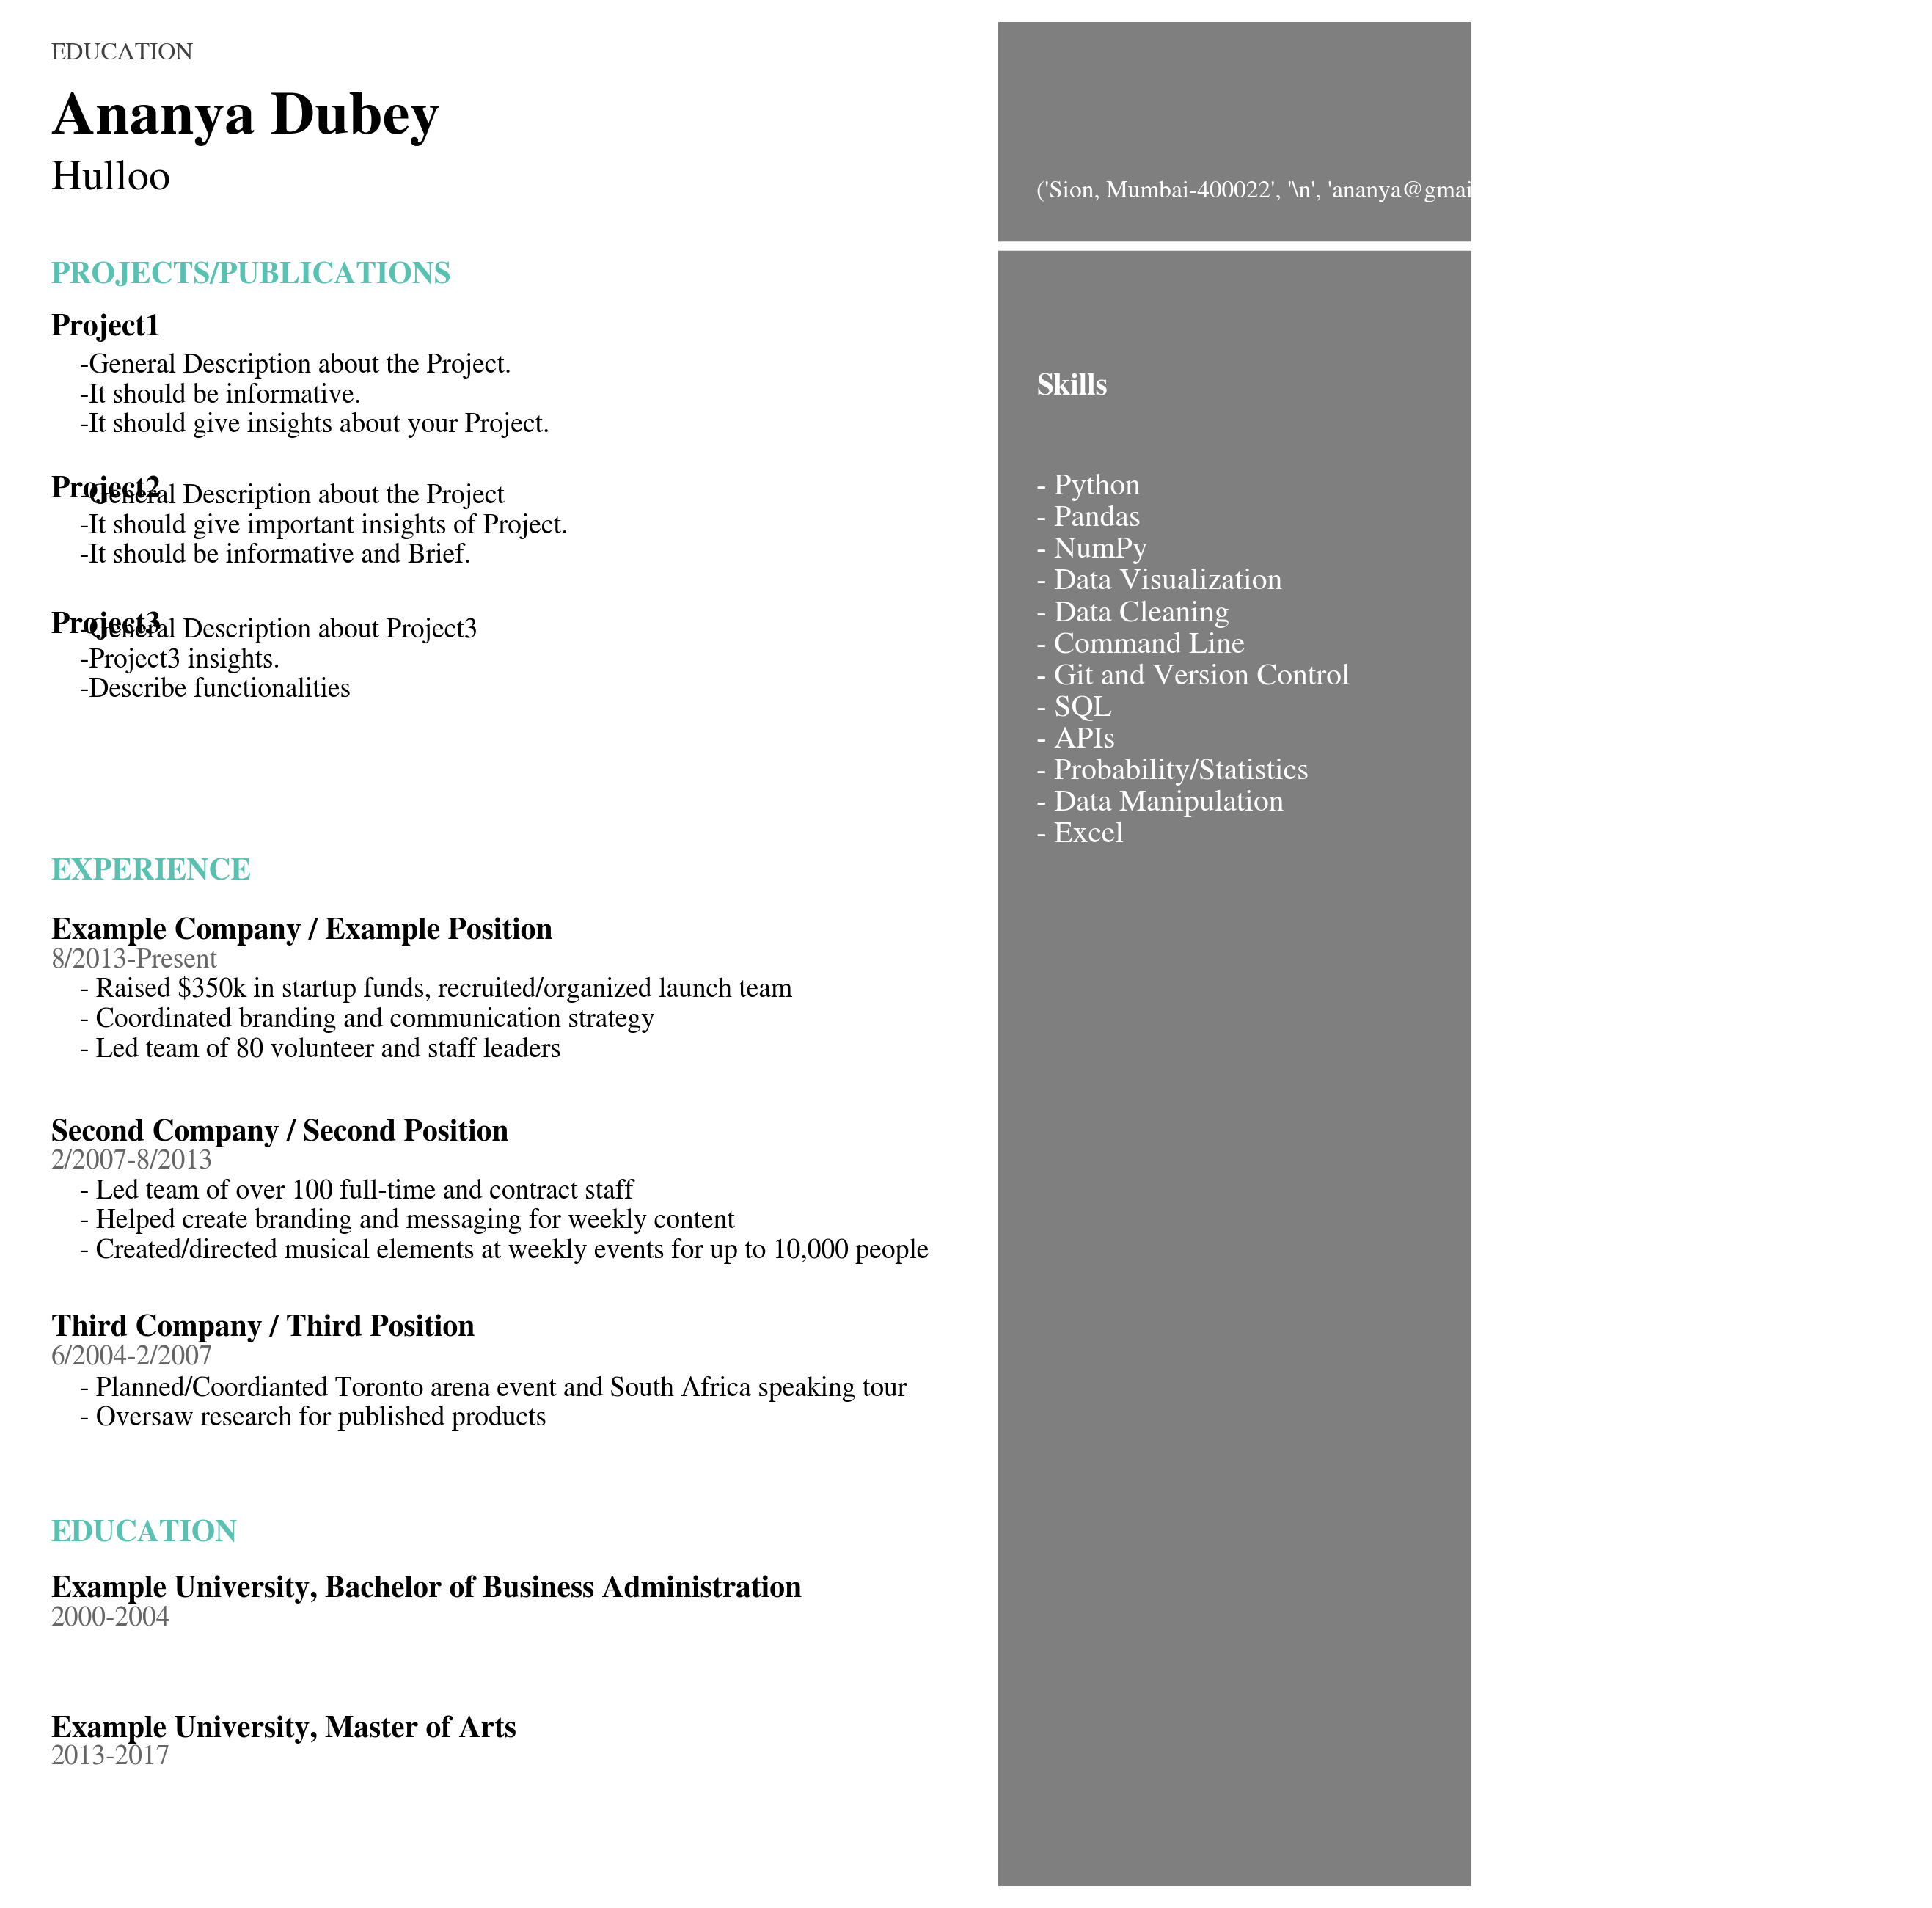 EDUCATION
Ananya Dubey
Hulloo
PROJECTS/PUBLICATIONS
Project1
-General Description about the Project.
-It should be informative.
-It should give insights about your Project.
Project2
-General Description about the Project
-It should give important insights of Project.
-It should be informative and Brief.
Project3
-General Description about Project3
-Project3 insights.
-Describe functionalities
EXPERIENCE
Example Company / Example Position
8/2013-Present
- Raised $350k in startup funds, recruited/organized launch team
- Coordinated branding and communication strategy
- Led team of 80 volunteer and staff leaders
Second Company / Second Position
2/2007-8/2013
- Led team of over 100 full-time and contract staff
- Helped create branding and messaging for weekly content
- Created/directed musical elements at weekly events for up to 10,000 people
Third Company / Third Position
6/2004-2/2007
- Planned/Coordianted Toronto arena event and South Africa speaking tour
- Oversaw research for published products
EDUCATION
Example University, Bachelor of Business Administration
2000-2004
Example University, Master of Arts
2013-2017
('Sion, Mumbai-400022', '\n', 'ananya@gmai
Skills
- Python
- Pandas
- NumPy
- Data Visualization
- Data Cleaning
- Command Line
- Git and Version Control
- SQL
- APIs
- Probability/Statistics
- Data Manipulation
- Excel